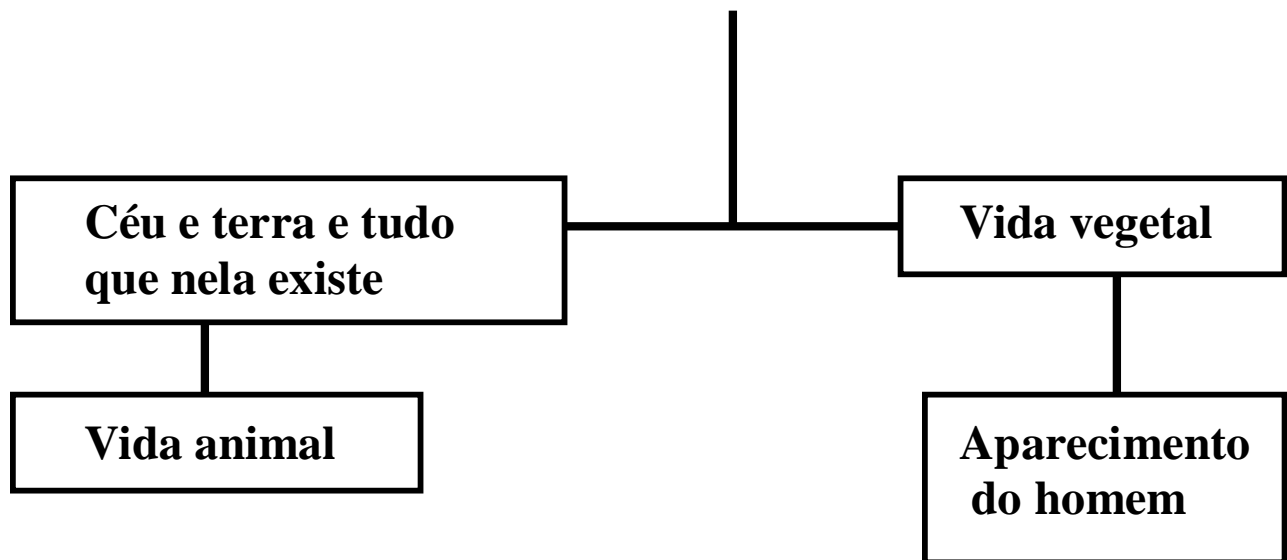 Céu e terra e tudo
que nela existe
Vida vegetal
Vida animal
Aparecimento
do homem